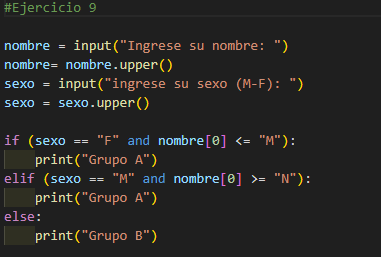 #Ejercicio 9
nombre = input("Ingrese su nombre: ")
nombre= nombre.upper()
sexo = input("ingrese su sexo (M-F): ")
sexo = sexo.upper()
if (sexo == "F" and nombre[0] <= "M"):
print("Grupo A")
elif (sexo == "M" and nombre[0] >= "N"):
print("Grupo A")
else:
print("Grupo B")